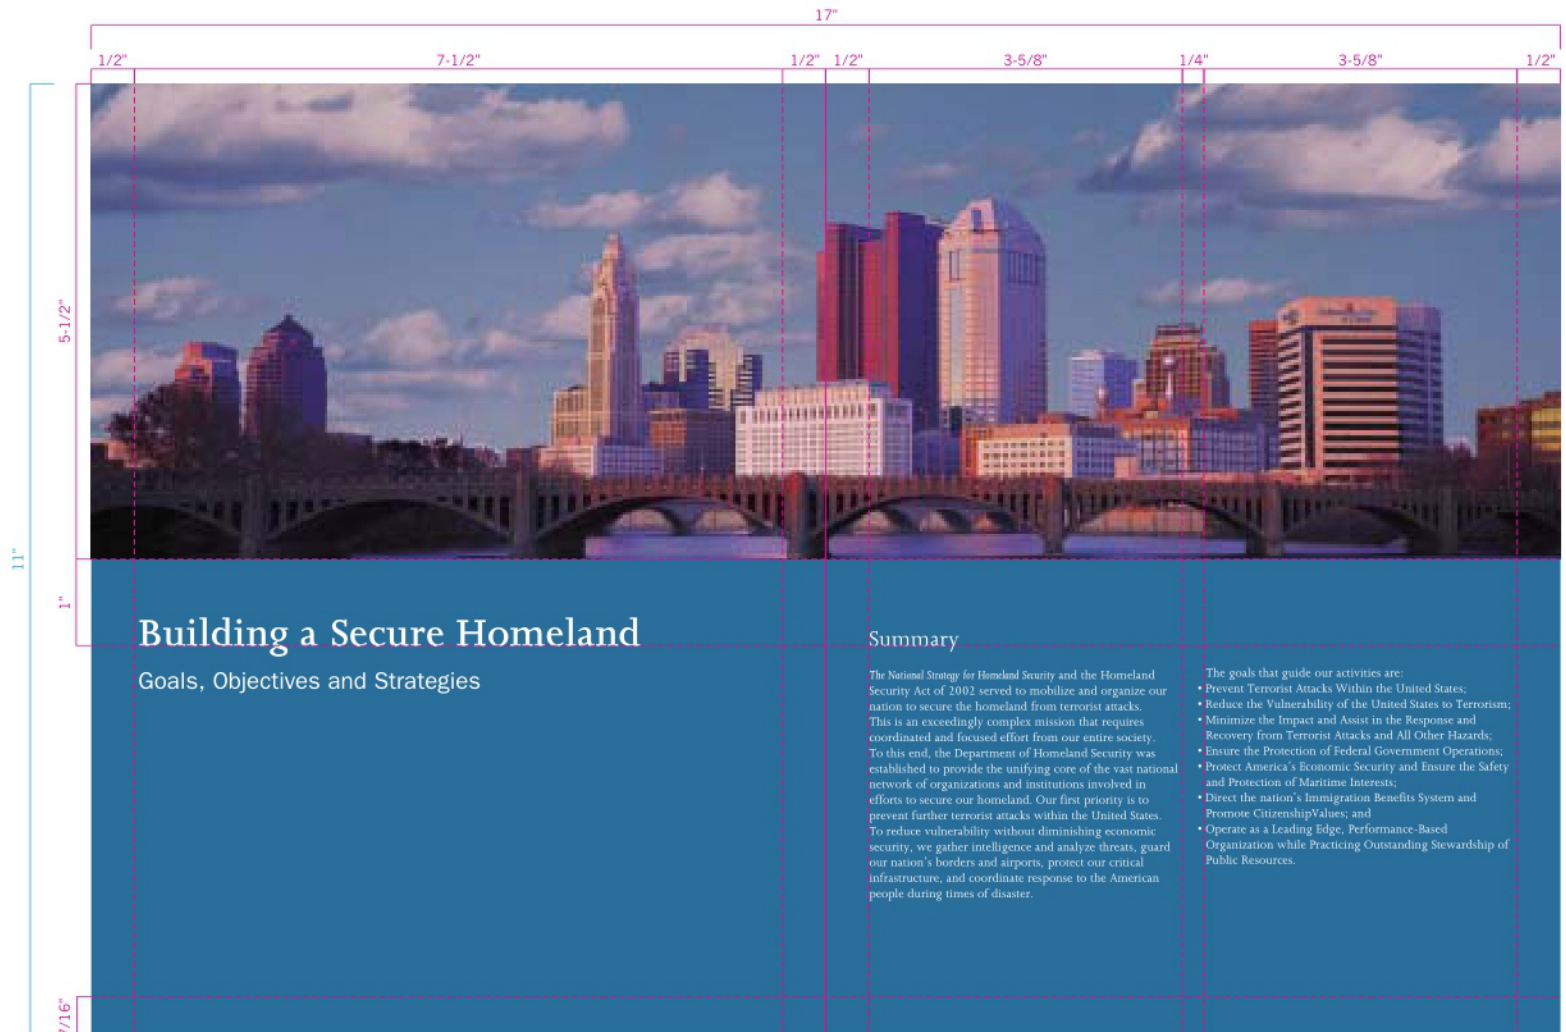 17"
1/2" 7-1/2" 1/2" 1/2" 3-5/8" 1/4" 3-5/8" 1/2"
5-1/2"
11"
1"
Building a Secure Homeland
Goals, Objectives and Strategies
Summary
The National Strategy for Homeland Security and the Homeland
Security Act of 2002 served to mobilize and organize our
nation to secure the homeland from terrorist attacks.
This is an exceedingly complex mission that requires
coordinated and focused effort from our entire society.
To this end, the Department of Homeland Security was
established to provide the unifying core of the vast national
network of organizations and institutions involved in
efforts to secure our homeland. Our first priority is to
prevent further terrorist attacks within the United States.
To reduce vulnerability without diminishing economic
security, we gather intelligence and analyze threats, guard
our nation's borders and airports, protect our critical
infrastructure, and coordinate response to the American
people during times of disaster.
The goals that guide our activities are:
• Prevent Terrorist Attacks Within the United States;
• Reduce the Vulnerability of the United States to Terrorism;
• Minimize the Impact and Assist in the Response and
Recovery from Terrorist Attacks and All Other Hazards;
• Ensure the Protection of Federal Government Operations;
• Protect America's Economic Security and Ensure the Safety
and Protection of Maritime Interests;
• Direct the nation's Immigration Benefits System and
Promote CitizenshipValues; and
• Operate as a Leading Edge, Performance-Based
Organization while Practicing Outstanding Stewardship of
Public Resources.
7/16"